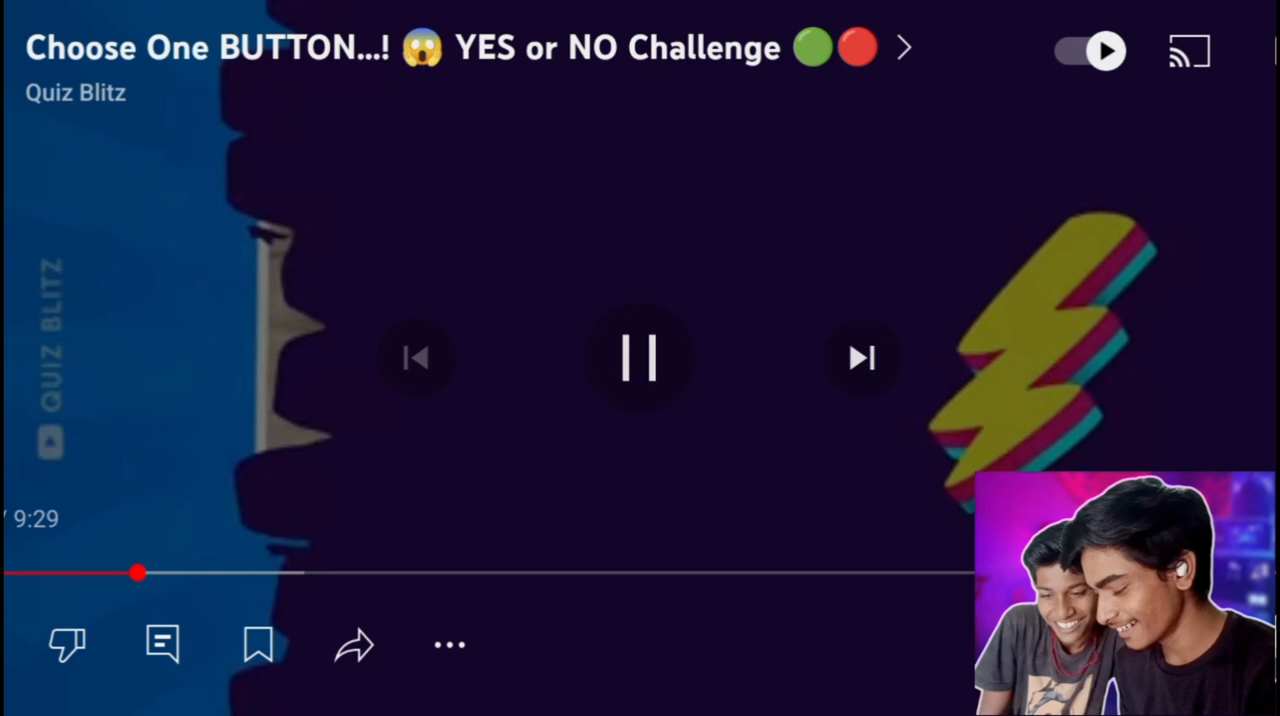 Choose One BUTTON...! 😱 YES or NO Challenge 🟢🔴
Quiz Blitz
QUIZ BLITZ
/ 9:29